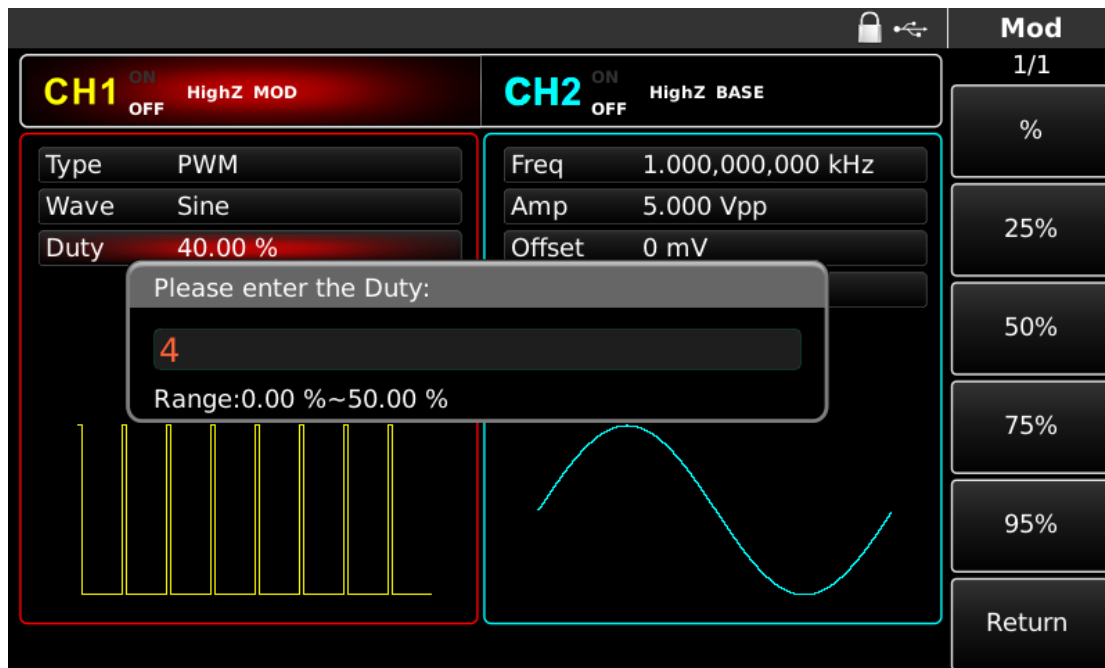 Mod
1/1
CH1 ON OFF HighZ MOD
CH2 ON OFF HighZ BASE
Type PWM
Wave Sine
Duty 40.00 %
Freq 1.000,000,000 kHz
Amp 5.000 Vpp
Offset 0 mV
Please enter the Duty:
4
Range:0.00 %~50.00 %
%
25%
50%
75%
95%
Return